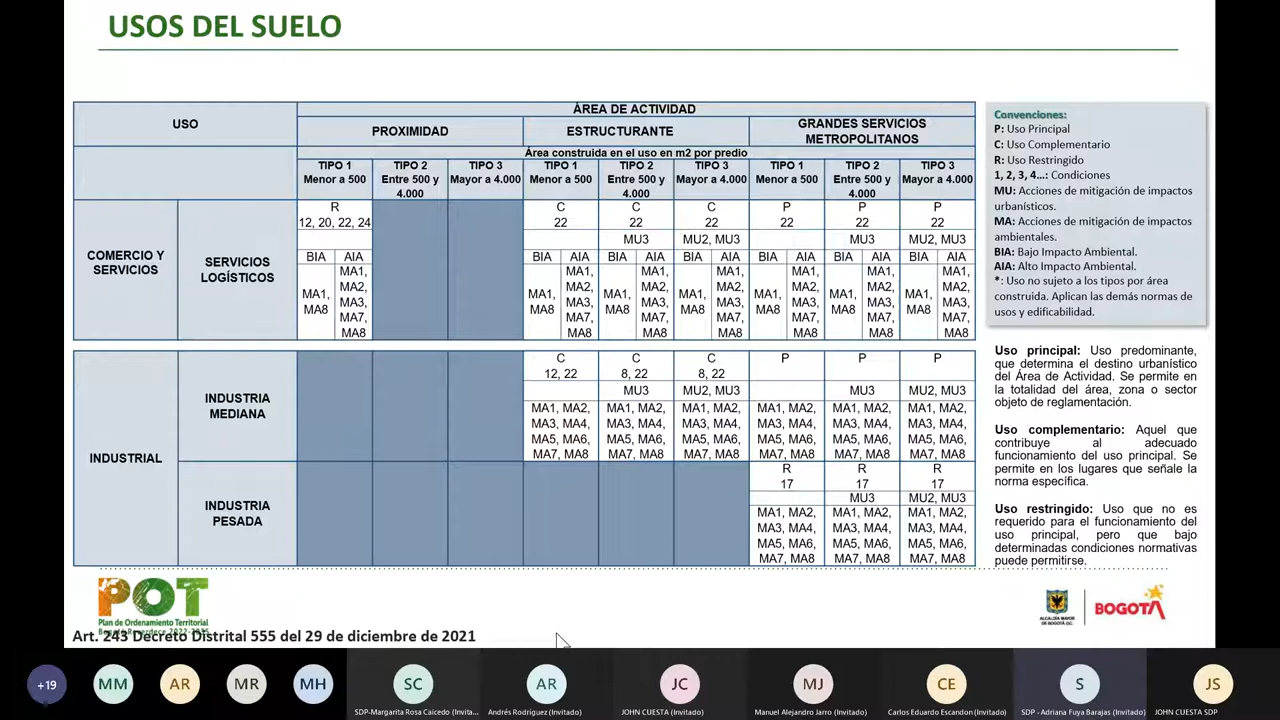 USOS DEL SUELO
USO
ÁREA DE ACTIVIDAD
PROXIMIDAD
ESTRUCTURANTE
GRANDES SERVICIOS
METROPOLITANOS
Área construida en el uso en m2 por predio
TIPO 1 TIPO 2 TIPO 3 TIPO 1 TIPO 2 TIPO 3 TIPO 1 TIPO 2 TIPO 3
Menor a 500 Entre 500 y Mayor a 4.000 Menor a 500 Entre 500 y Mayor a 4.000 Menor a 500 Entre 500 y Mayor a 4.000
4.000 4.000 4.000
COMERCIO Y
SERVICIOS
SERVICIOS
LOGÍSTICOS
R C C C P P P
12, 20, 22, 24 22 22 22 22 22 22
MU3 MU2, MU3 MU3 MU2, MU3
BIA AIA BIA AIA BIA AIA BIA AIA BIA AIA BIA AIA BIA AIA
MA1, MA1, MA1, MA1, MA1, MA1, MA1,
MA1, MA2, MA1, MA2, MA1, MA2, MA1, MA2, MA1, MA2, MA1, MA2, MA1, MA2,
MA8 MA3, MA8 MA3, MA8 MA3, MA8 MA3, MA8 MA3, MA8 MA3, MA8 MA3,
MA7, MA7, MA7, MA7, MA7, MA7, MA7,
MA8 MA8 MA8 MA8 MA8 MA8 MA8
INDUSTRIAL
INDUSTRIA
MEDIANA
C C C P P P
12, 22 8, 22 8, 22
MU3 MU2, MU3 MU3 MU2, MU3
MA1, MA2, MA1, MA2, MA1, MA2, MA1, MA2, MA1, MA2, MA1, MA2,
MA3, MA4, MA3, MA4, MA3, MA4, MA3, MA4, MA3, MA4, MA3, MA4,
MA5, MA6, MA5, MA6, MA5, MA6, MA5, MA6, MA5, MA6, MA5, MA6,
MA7, MA8 MA7, MA8 MA7, MA8 MA7, MA8 MA7, MA8 MA7, MA8
INDUSTRIA
PESADA
R R R
17 17 17
MU3 MU2, MU3
MA1, MA2, MA1, MA2, MA1, MA2,
MA3, MA4, MA3, MA4, MA3, MA4,
MA5, MA6, MA5, MA6, MA5, MA6,
MA7, MA8 MA7, MA8 MA7, MA8
Convenciones:
P: Uso Principal
C: Uso Complementario
R: Uso Restringido
1, 2, 3, 4…: Condiciones
MU: Acciones de mitigación de impactos
urbanísticos.
MA: Acciones de mitigación de impactos
ambientales.
BIA: Bajo Impacto Ambiental.
AIA: Alto Impacto Ambiental.
*: Uso no sujeto a los tipos por área
construida. Aplican las demás normas de
usos y edificabilidad.
Uso principal: Uso predominante,
que determina el destino urbanístico
del Área de Actividad. Se permite en
la totalidad del área, zona o sector
objeto de reglamentación.
Uso complementario: Aquel que
contribuye al adecuado
funcionamiento del uso principal. Se
permite en los lugares que señale la
norma específica.
Uso restringido: Uso que no es
requerido para el funcionamiento del
uso principal, pero que bajo
determinadas condiciones normativas
puede permitirse.
POT
Plan de Ordenamiento Territorial
Art. 243 Decreto Distrital 555 del 29 de diciembre de 2021
ALCALDÍA MAYOR
DE BOGOTÁ D.C.
BOGOTÁ
+19 MM AR MR MH SC AR JC MJ CE S JS
SDP-Margarita Rosa Caicedo (Invita... Andrés Rodríguez (Invitado) JOHN CUESTA (Invitado) Manuel Alejandro Jarro (Invitado) Carlos Eduardo Escandon (Invitado) SDP - Adriana Fuya Barajas (Invitado) JOHN CUESTA SDP